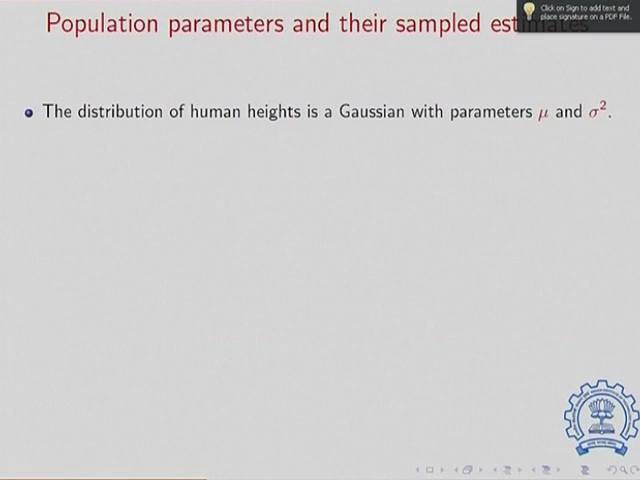 Population parameters and their sampled estimates
Click on Sign to add text and
place signature on a PDF File.
The distribution of human heights is a Gaussian with parameters μ and σ².